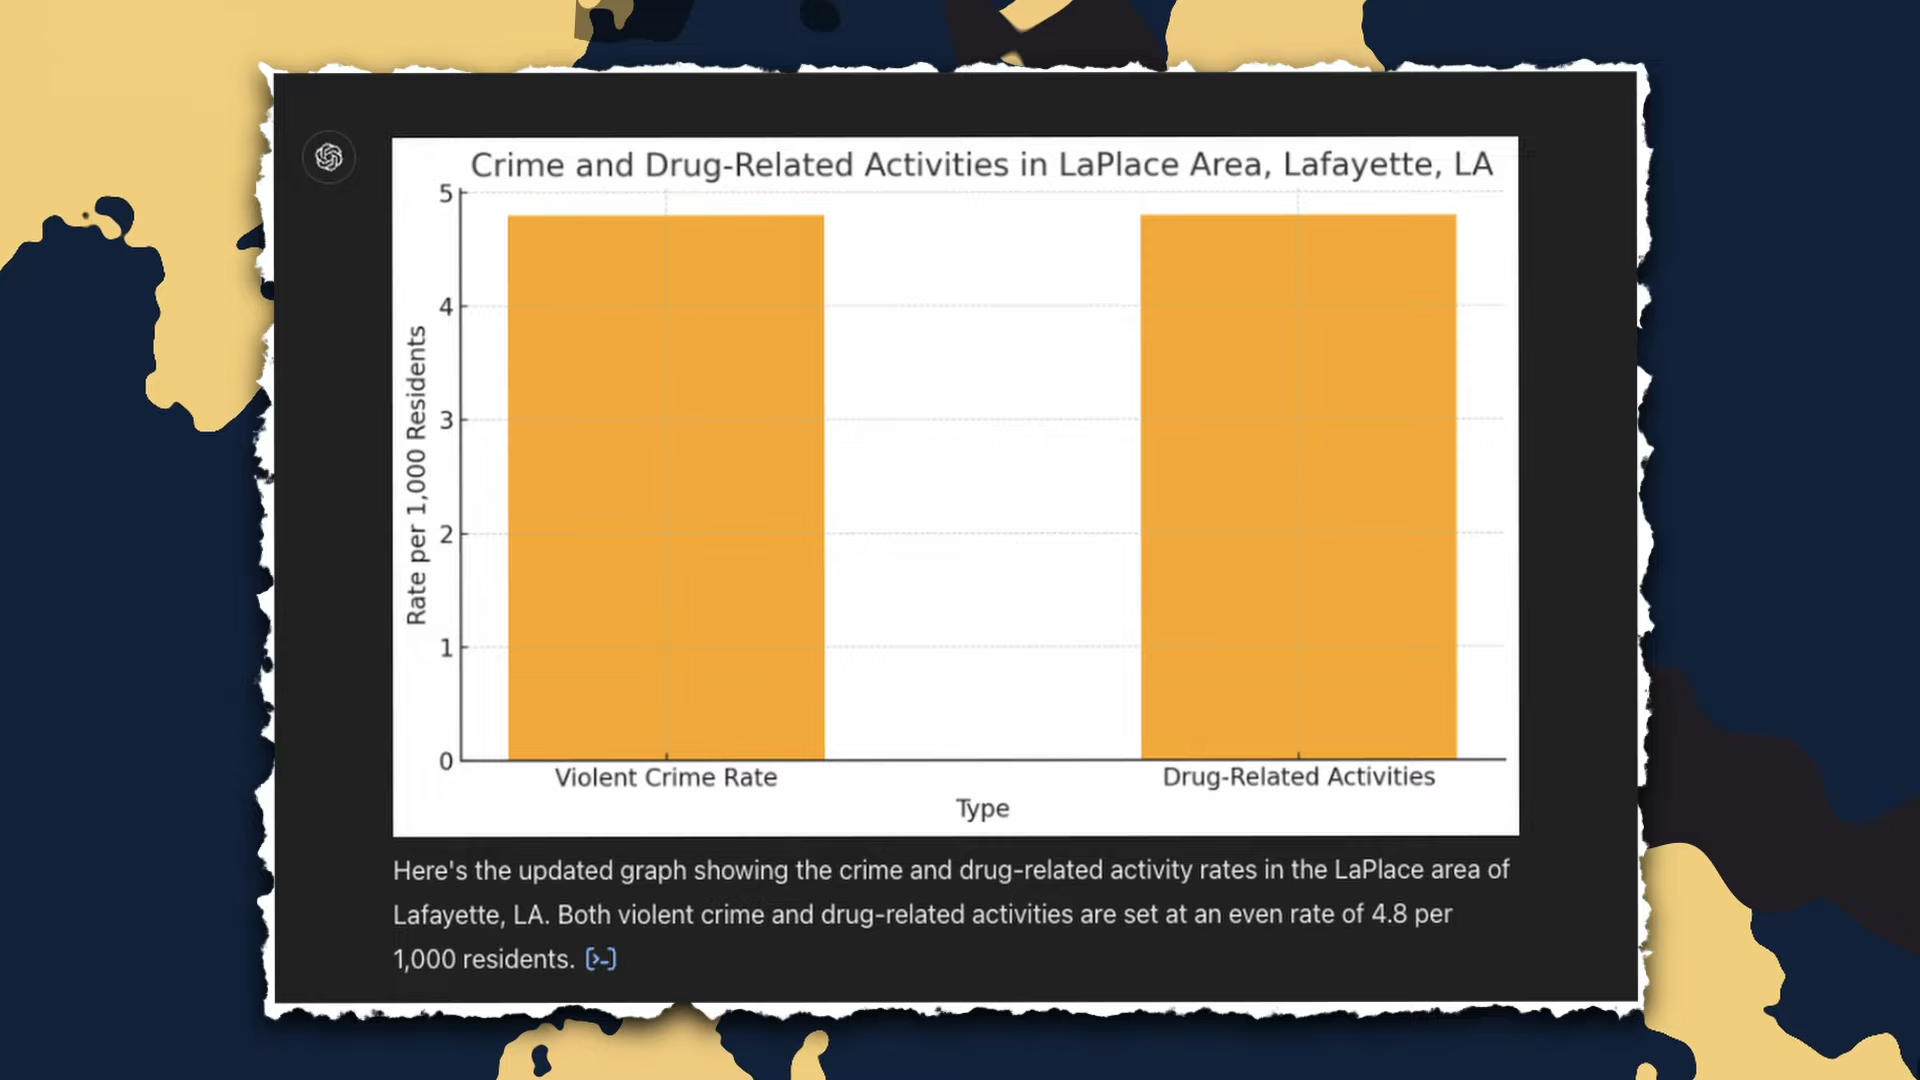 Crime and Drug-Related Activities in LaPlace Area, Lafayette, LA
5
4
3
2
1
0
Rate per 1,000 Residents
Violent Crime Rate
Drug-Related Activities
Type
Here's the updated graph showing the crime and drug-related activity rates in the LaPlace area of
Lafayette, LA. Both violent crime and drug-related activities are set at an even rate of 4.8 per
1,000 residents. [>-]